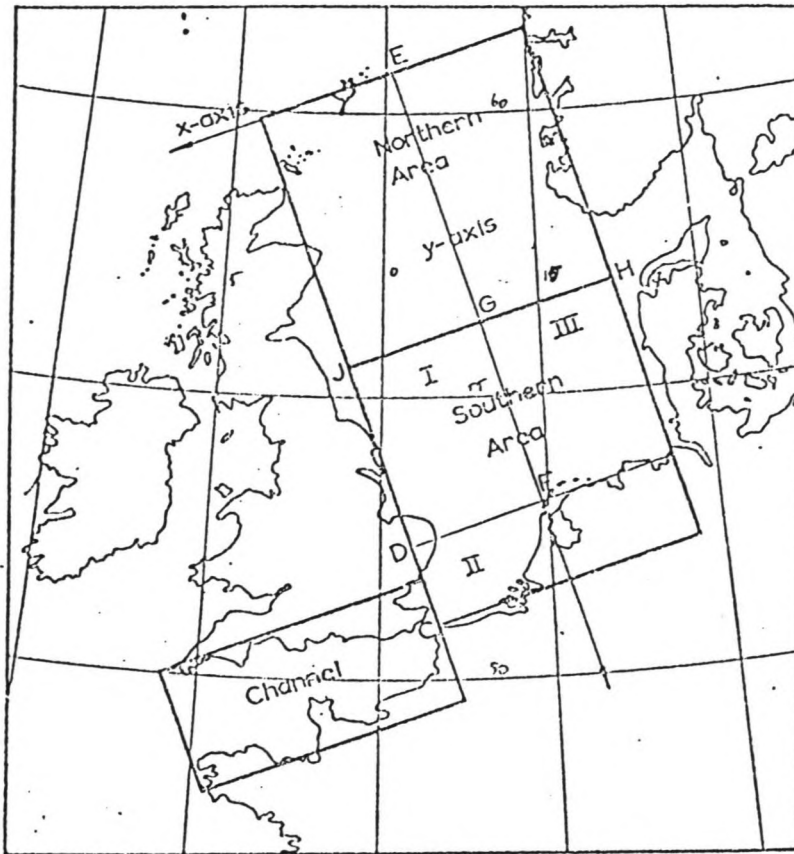 E
x-axis
60
Northern
Area
y-axis
H
G
III
J
I
Southern
Area
F
D
II
50
Channel